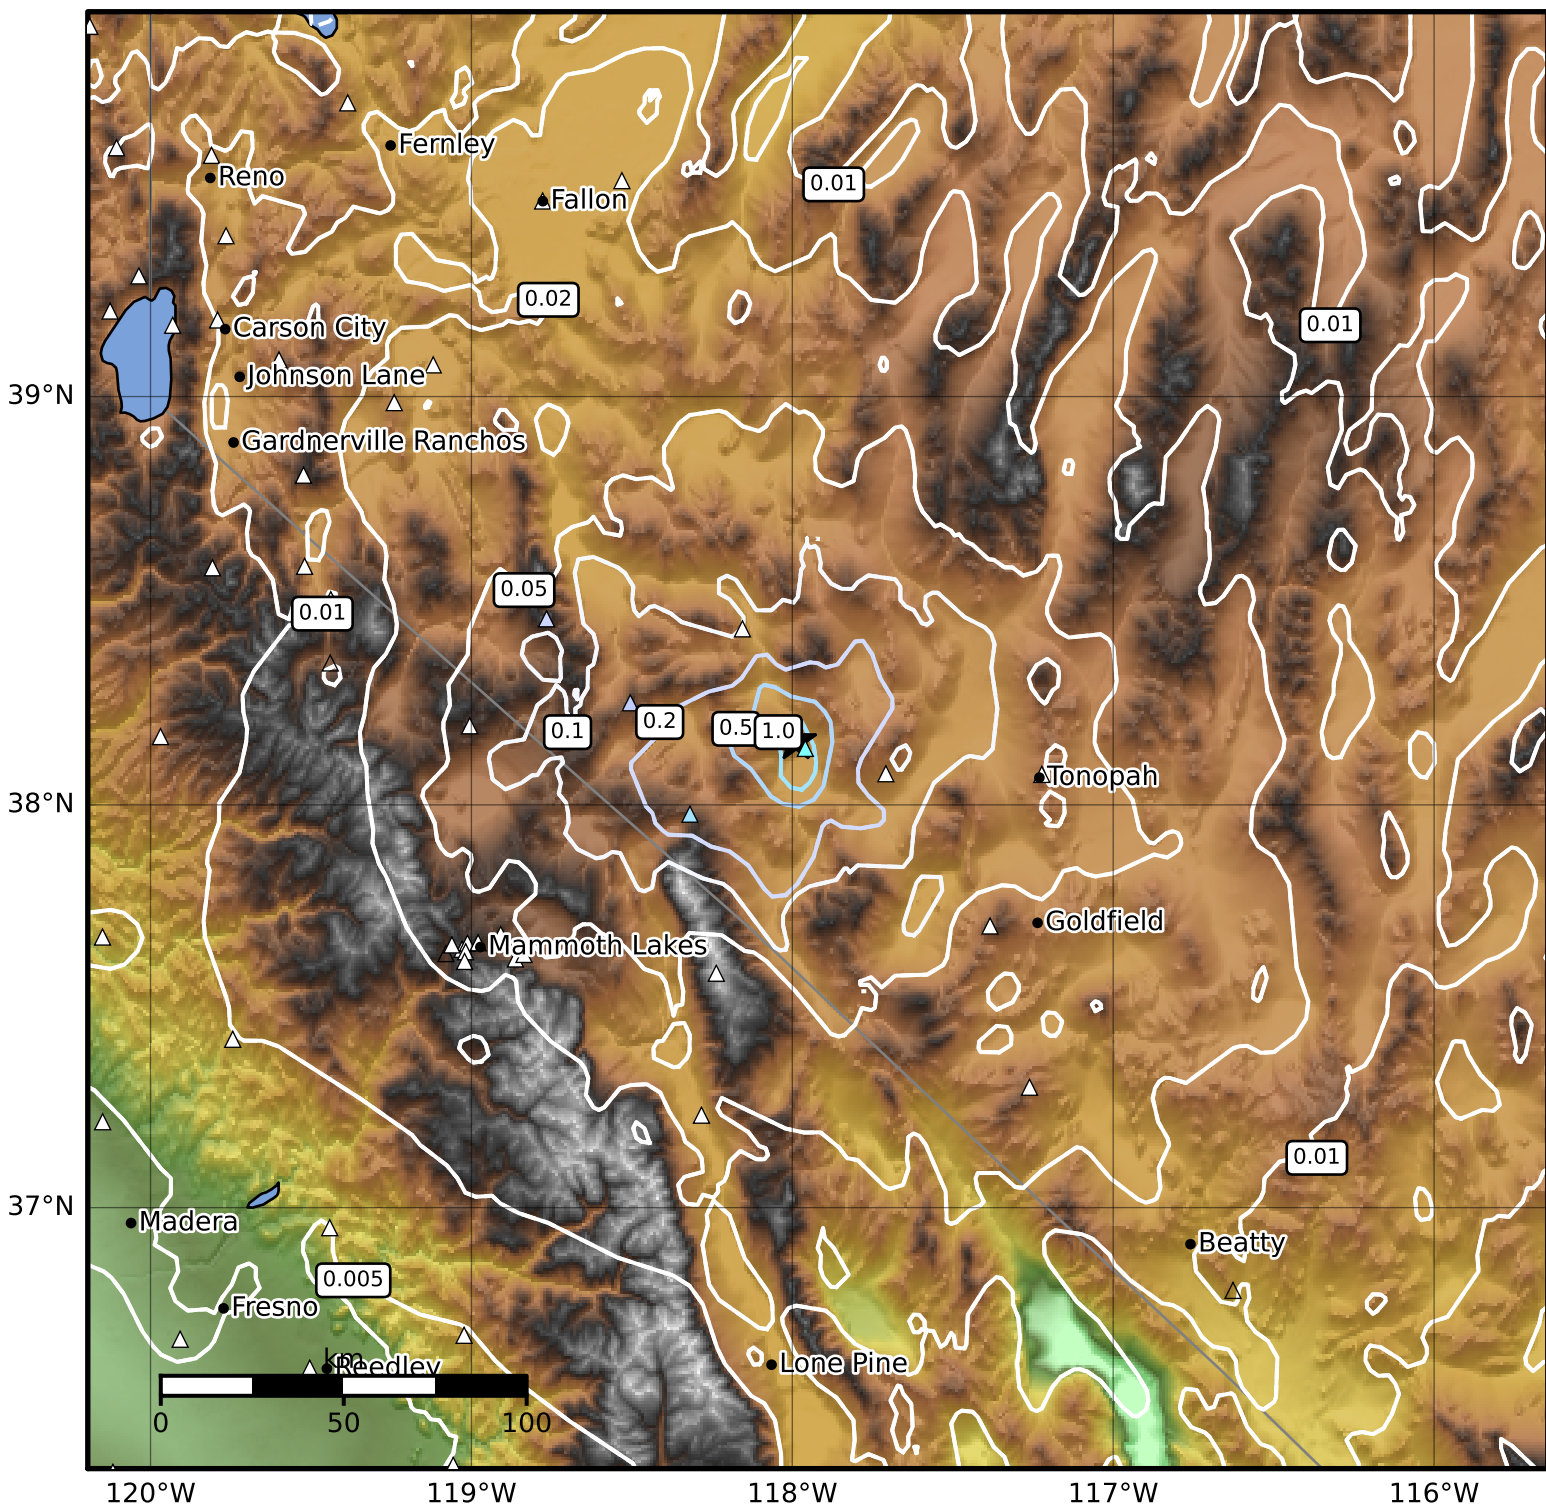 Fernley
Reno
0.01
Fallon
0.02
Carson City
0.01
Johnson Lane
39°N
Gardnerville Ranchos
0.05
0.01
0.1
0.2
0.5
1.0
Tonopah
38°N
Goldfield
Mammoth Lakes
0.01
37°N
Madera
Beatty
0.005
Fresno
km
Reedley
Lone Pine
0 50 100
120°W 119°W 118°W 117°W 116°W